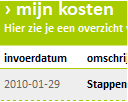 › mijn kosten
Hier zie je een overzicht
invoerdatum omschrij
2010-01-29 Stappen